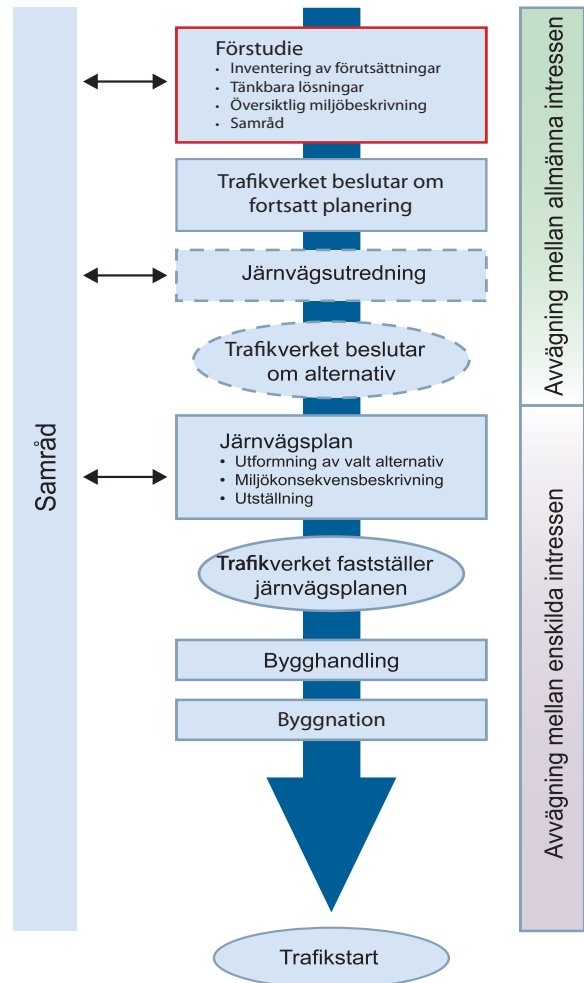 Samråd
Förstudie
• Inventering av förutsättningar
• Tänkbara lösningar
• Översiktlig miljöbeskrivning
• Samråd
Trafikverket beslutar om
fortsatt planering
Järnvägsutredning
Trafikverket beslutar
om alternativ
Järnvägsplan
• Utformning av valt alternativ
• Miljökonsekvensbeskrivning
• Utställning
Trafikverket fastställer
järnvägsplanen
Bygghandling
Byggnation
Trafikstart
Avvägning mellan allmänna intressen
Avvägning mellan enskilda intressen